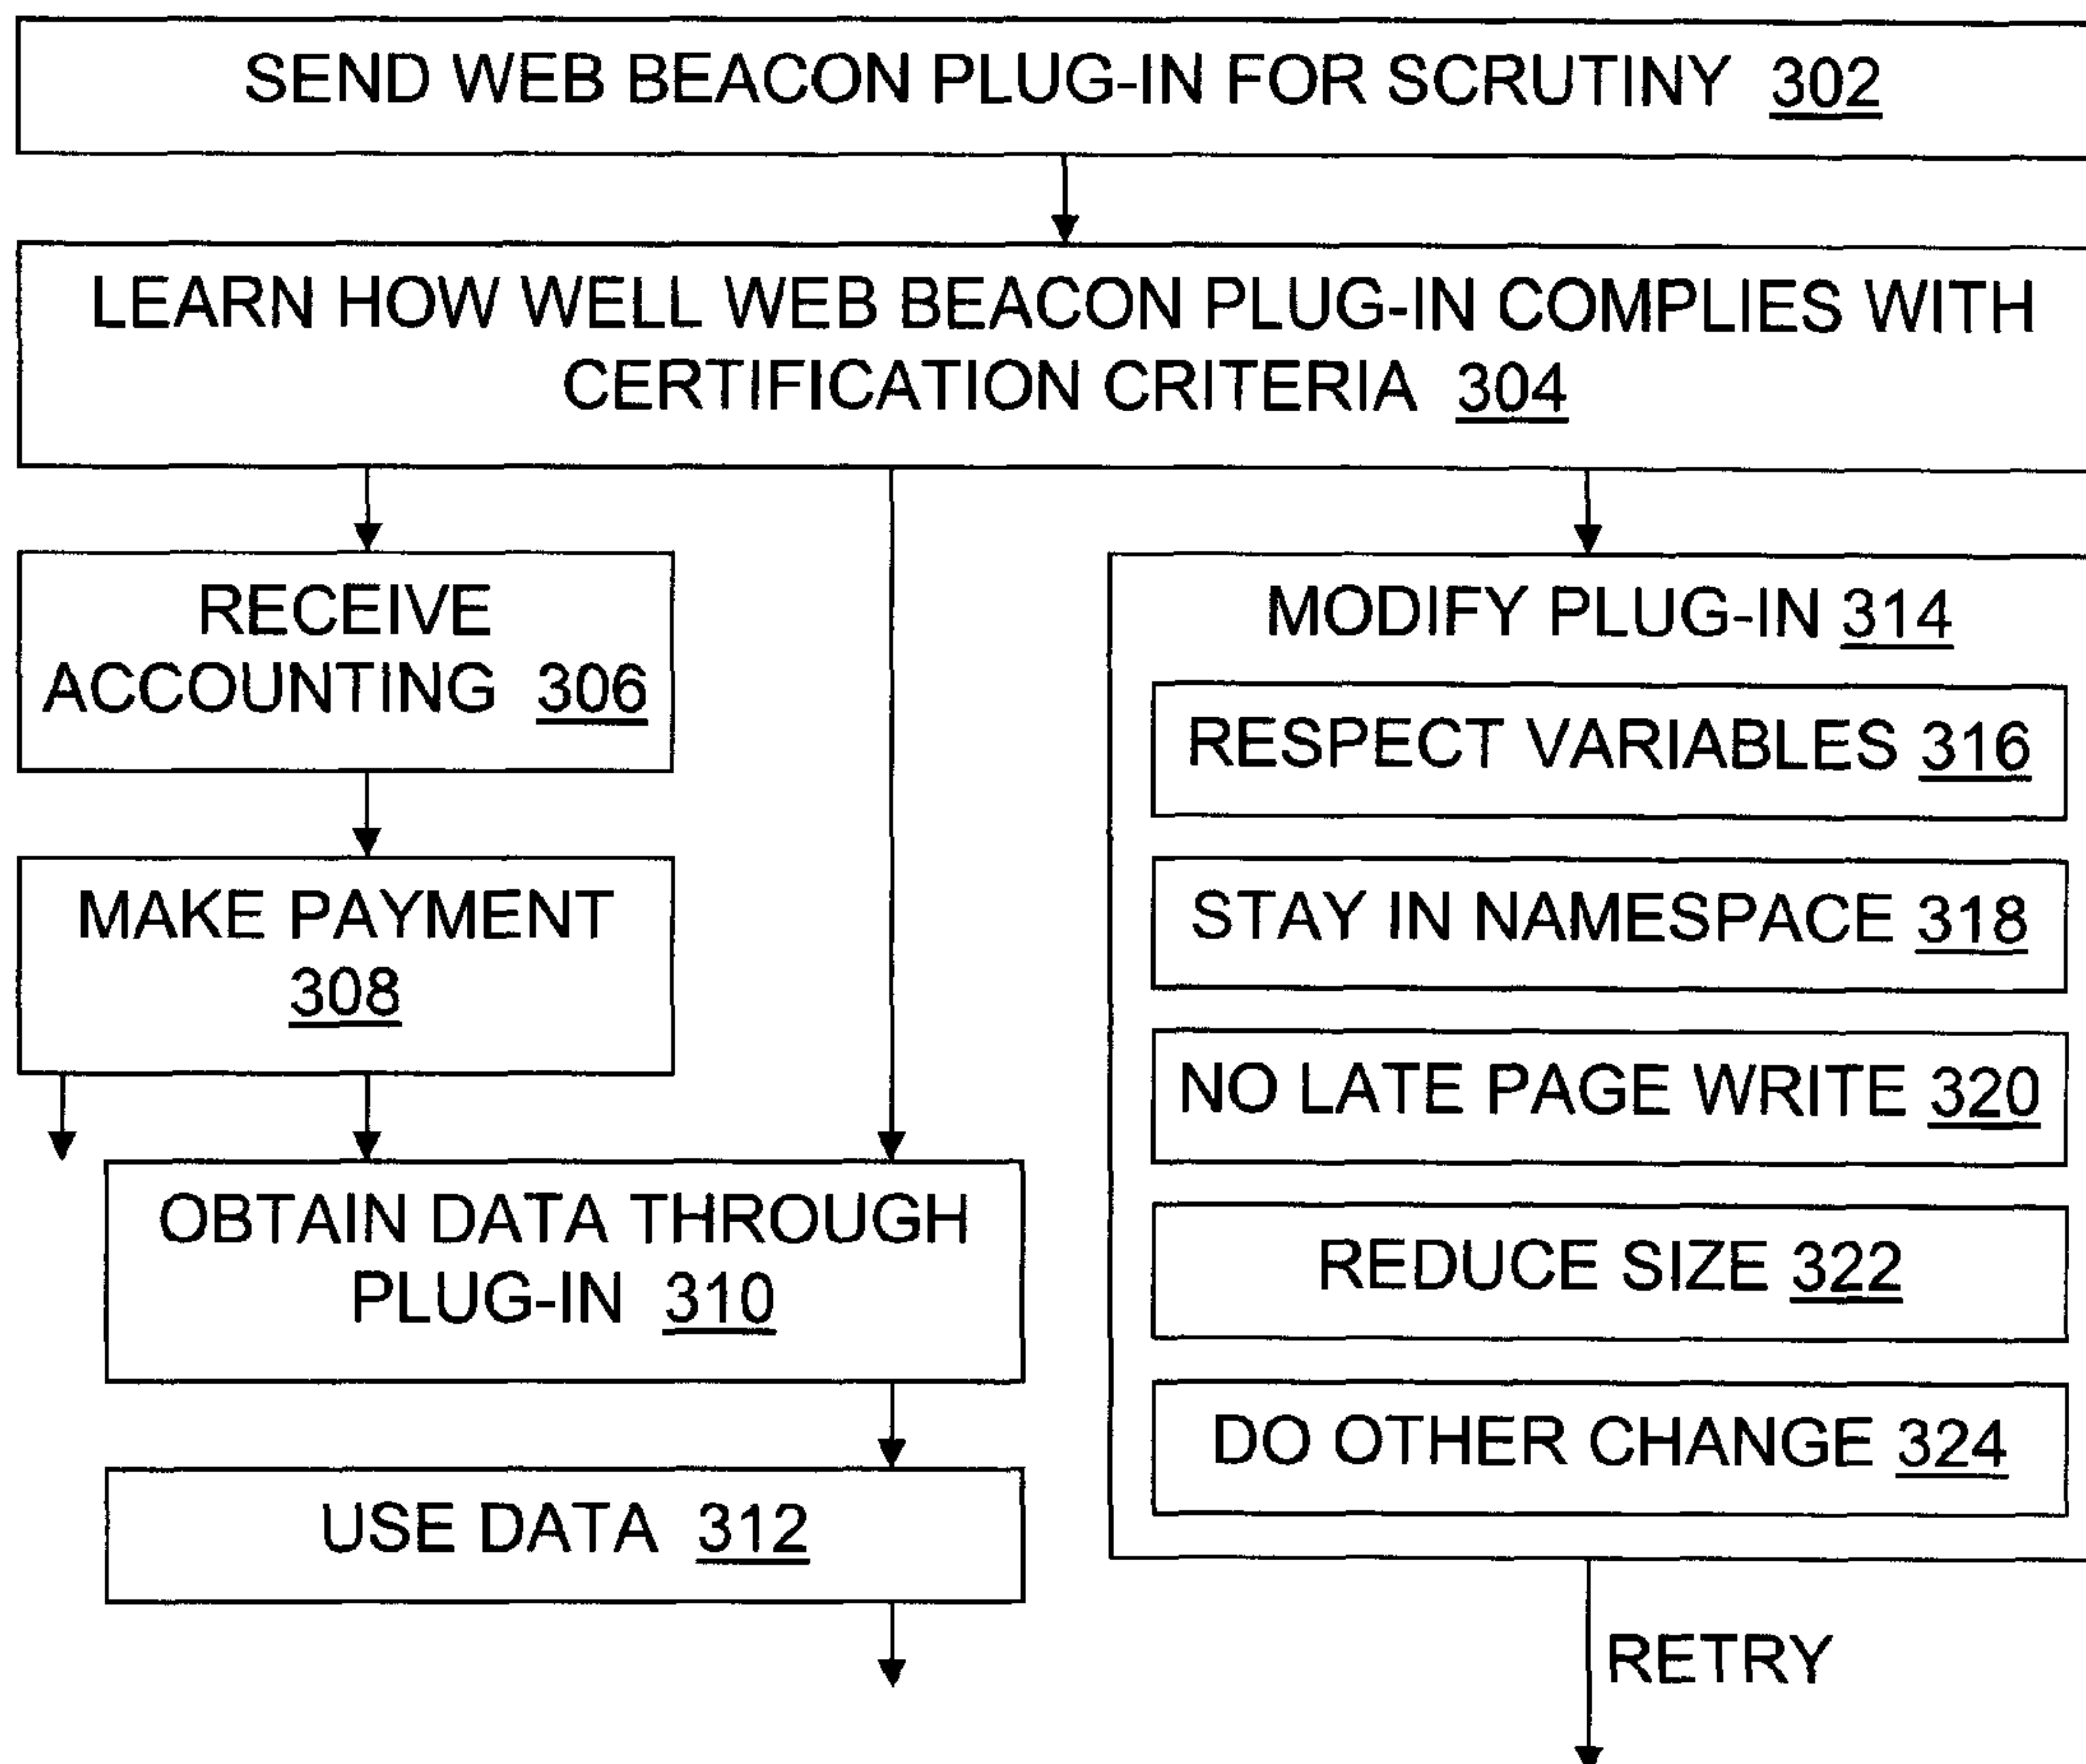 SEND WEB BEACON PLUG-IN FOR SCRUTINY 302
LEARN HOW WELL WEB BEACON PLUG-IN COMPLIES WITH
CERTIFICATION CRITERIA 304
RECEIVE
ACCOUNTING 306
MAKE PAYMENT
308
OBTAIN DATA THROUGH
PLUG-IN 310
USE DATA 312
MODIFY PLUG-IN 314
RESPECT VARIABLES 316
STAY IN NAMESPACE 318
NO LATE PAGE WRITE 320
REDUCE SIZE 322
DO OTHER CHANGE 324
RETRY